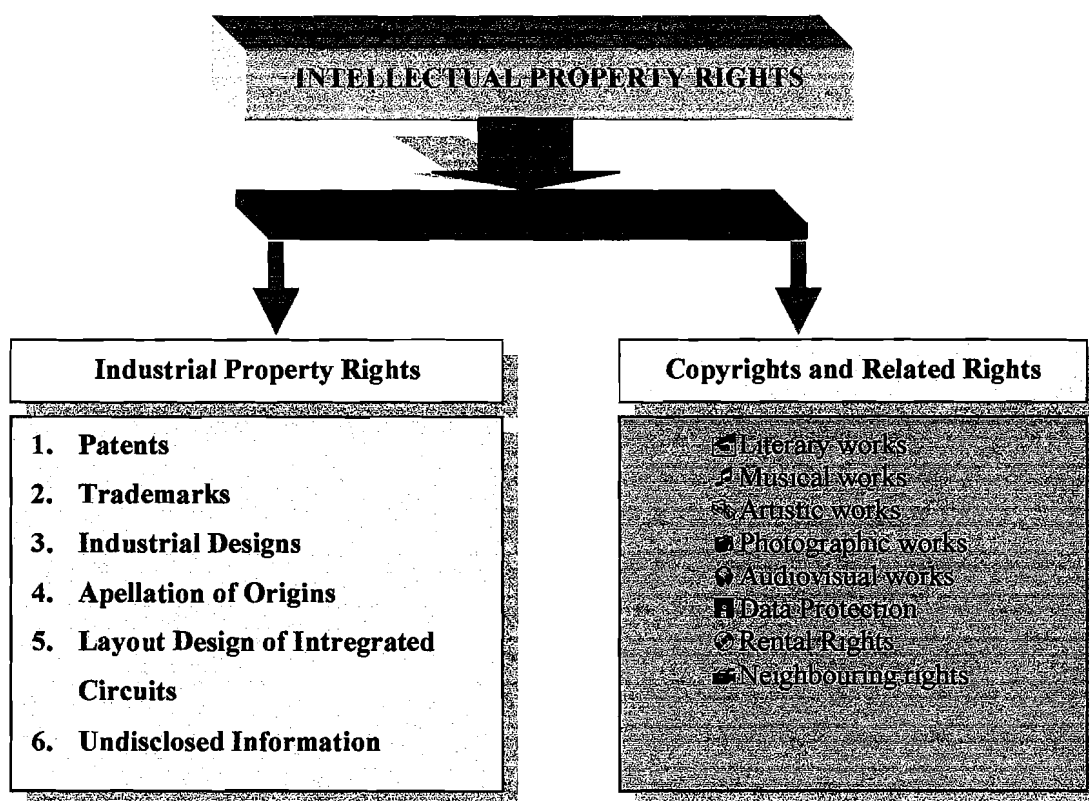 INTELLECTUAL PROPERTY RIGHTS
Industrial Property Rights
1. Patents
2. Trademarks
3. Industrial Designs
4. Apellation of Origins
5. Layout Design of Intregrated
Circuits
6. Undisclosed Information
Copyrights and Related Rights
Literary works
Musical works
Artistic works
Photographic works
Audiovisual works
Data Protection
Rental Rights
Neighbouring rights